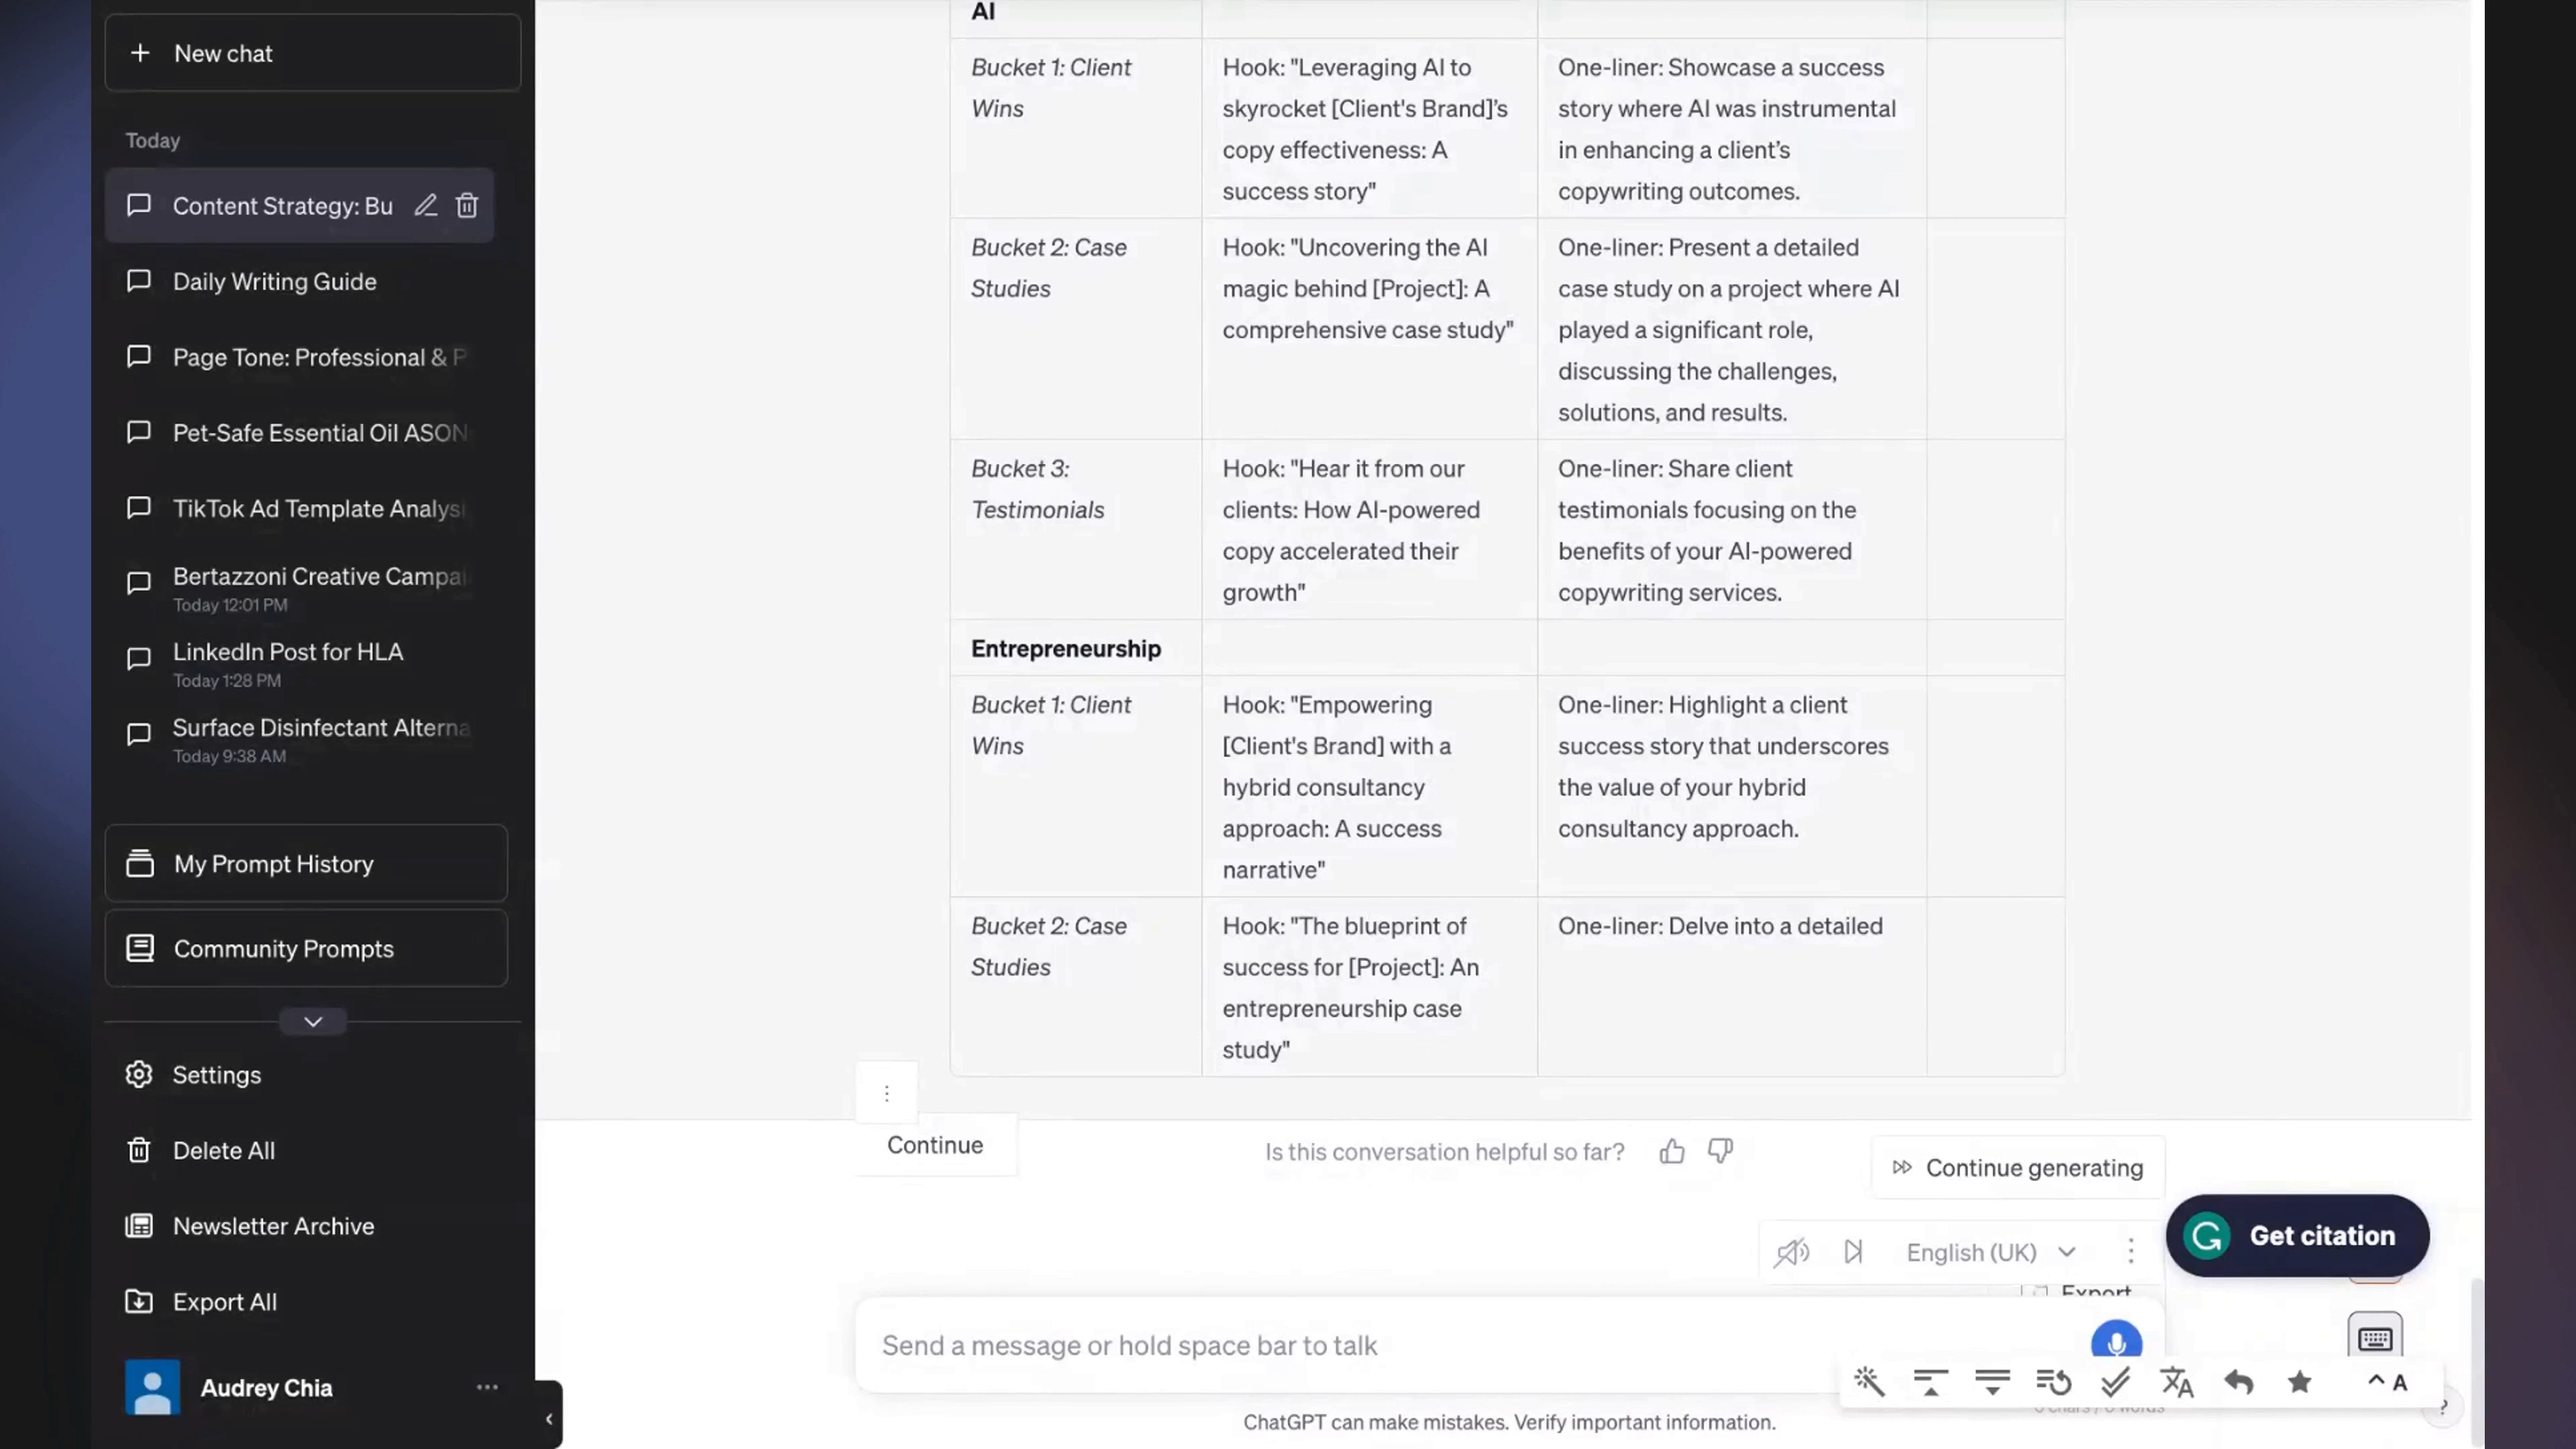 New chat
Today
Content Strategy: Bu
Daily Writing Guide
Page Tone: Professional & P
Pet-Safe Essential Oil ASON
TikTok Ad Template Analysi
Bertazzoni Creative Campai
Today 12:01 PM
LinkedIn Post for HLA
Today 1:28 PM
Surface Disinfectant Alterna
Today 9:38 AM
My Prompt History
Community Prompts
Settings
Delete All
Newsletter Archive
Export All
Audrey Chia
AI
Bucket 1: Client
Wins
Hook: "Leveraging AI to
skyrocket [Client's Brand]'s
copy effectiveness: A
success story"
One-liner: Showcase a success
story where AI was instrumental
in enhancing a client's
copywriting outcomes.
Bucket 2: Case
Studies
Hook: "Uncovering the AI
magic behind [Project]: A
comprehensive case study"
One-liner: Present a detailed
case study on a project where AI
played a significant role,
discussing the challenges,
solutions, and results.
Bucket 3:
Testimonials
Hook: "Hear it from our
clients: How AI-powered
copy accelerated their
growth"
One-liner: Share client
testimonials focusing on the
benefits of your AI-powered
copywriting services.
Entrepreneurship
Bucket 1: Client
Wins
Hook: "Empowering
[Client's Brand] with a
hybrid consultancy
approach: A success
narrative"
One-liner: Highlight a client
success story that underscores
the value of your hybrid
consultancy approach.
Bucket 2: Case
Studies
Hook: "The blueprint of
success for [Project]: An
entrepreneurship case
study"
One-liner: Delve into a detailed
Continue
Is this conversation helpful so far?
Continue generating
Get citation
English (UK)
Export
Send a message or hold space bar to talk
A
ChatGPT can make mistakes. Verify important information.
?